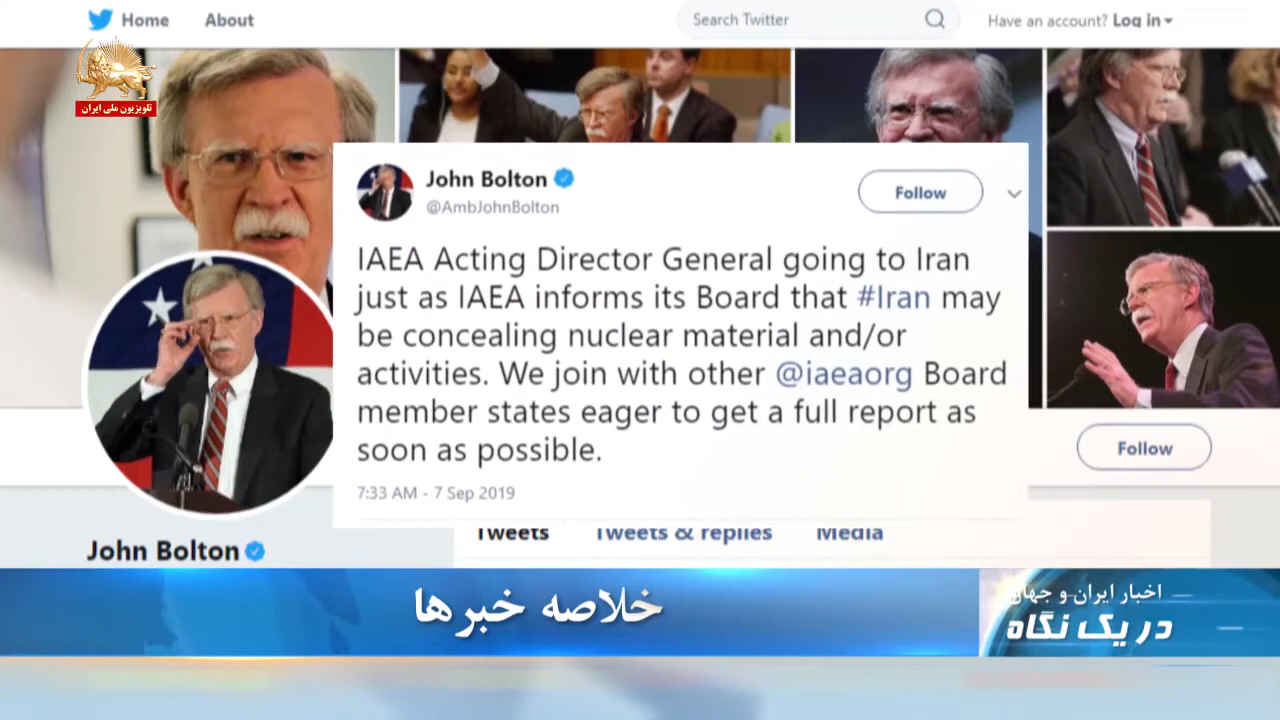 Home About Search Twitter Have an account? Log in
تلویزیون ملی ایران
John Bolton
@AmbJohnBolton
Follow
IAEA Acting Director General going to Iran
just as IAEA informs its Board that #Iran may
be concealing nuclear material and/or
activities. We join with other @iaeaorg Board
member states eager to get a full report as
soon as possible.
7:33 AM - 7 Sep 2019
Follow
Tweets Tweets & replies Media
John Bolton
خلاصه خبرها
اخبار ایران و جهان
در یک نگاه